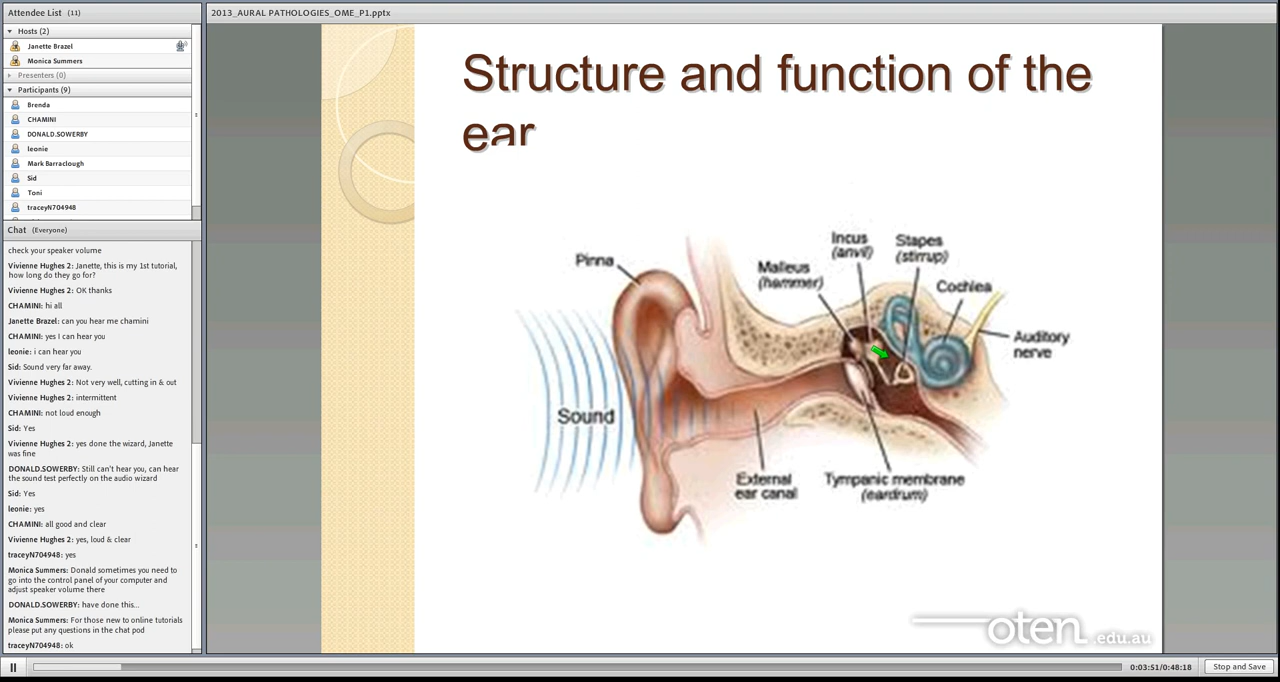 Attendee List (11)
Hosts (2)
Janette Brazel
Monica Summers
Presenters (0)
Participants (9)
Brenda
CHAMINI
DONALD.SOWERBY
leonie
Mark Barraclough
Sid
Toni
traceyN704948
Chat (Everyone)
check your speaker volume
Vivienne Hughes 2: Janette, this is my 1st tutorial,
how long do they go for?
Vivienne Hughes 2: OK thanks
CHAMINI: hi all
Janette Brazel: can you hear me chamini
CHAMINI: yes I can hear you
leonie: i can hear you
Sid: Sound very far away.
Vivienne Hughes 2: Not very well, cutting in & out
Vivienne Hughes 2: intermittent
CHAMINI: not loud enough
Sid: Yes
Vivienne Hughes 2: yes done the wizard, Janette
was fine
DONALD.SOWERBY: Still can't hear you, can hear
the sound test perfectly on the audio wizard
Sid: Yes
leonie: yes
CHAMINI: all good and clear
Vivienne Hughes 2: yes, loud & clear
traceyN704948: yes
Monica Summers: Donald sometimes you need to
go into the control panel of your computer and
adjust speaker volume there
DONALD.SOWERBY: have done this...
Monica Summers: For those new to online tutorials
please put any questions in the chat pod
traceyN704948: ok
2013_AURAL PATHOLOGIES_OME_P1.pptx
Structure and function of the
ear
Pinna
Malleus
(hammer)
Incus
(anvil)
Stapes
(stirrup)
Cochlea
Auditory
nerve
Sound
External
ear canal
Tympanic membrane
(eardrum)
oten.edu.au
0:03:51/0:48:18
Stop and Save